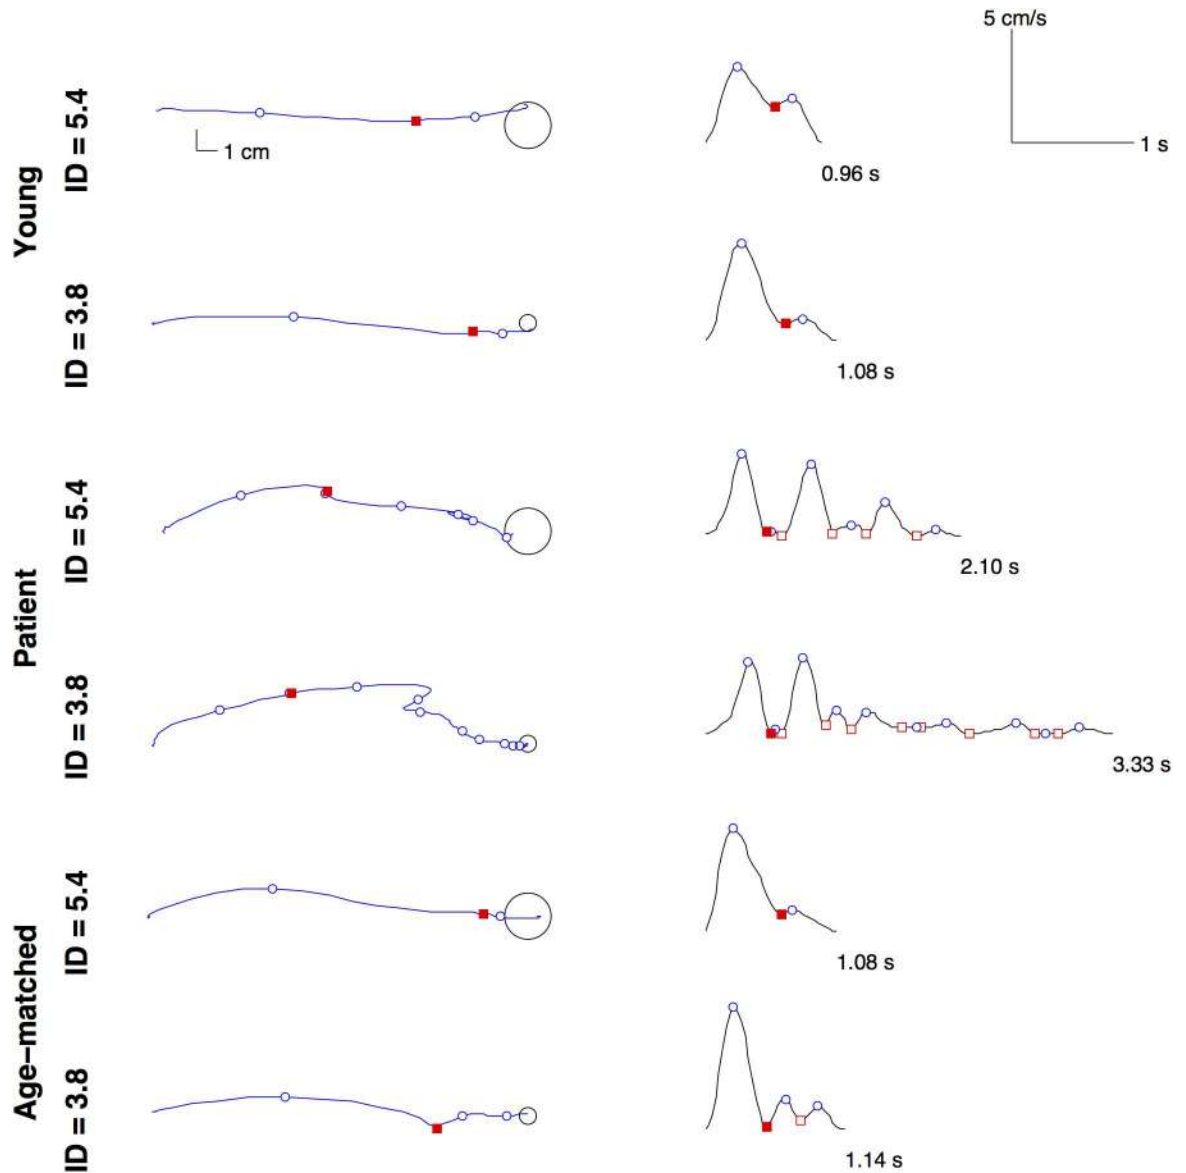 5 cm/s
1 s
Young
ID = 5.4
1 cm
0.96 s
ID = 3.8
1.08 s
Patient
ID = 5.4
2.10 s
ID = 3.8
3.33 s
Age–matched
ID = 5.4
1.08 s
ID = 3.8
1.14 s